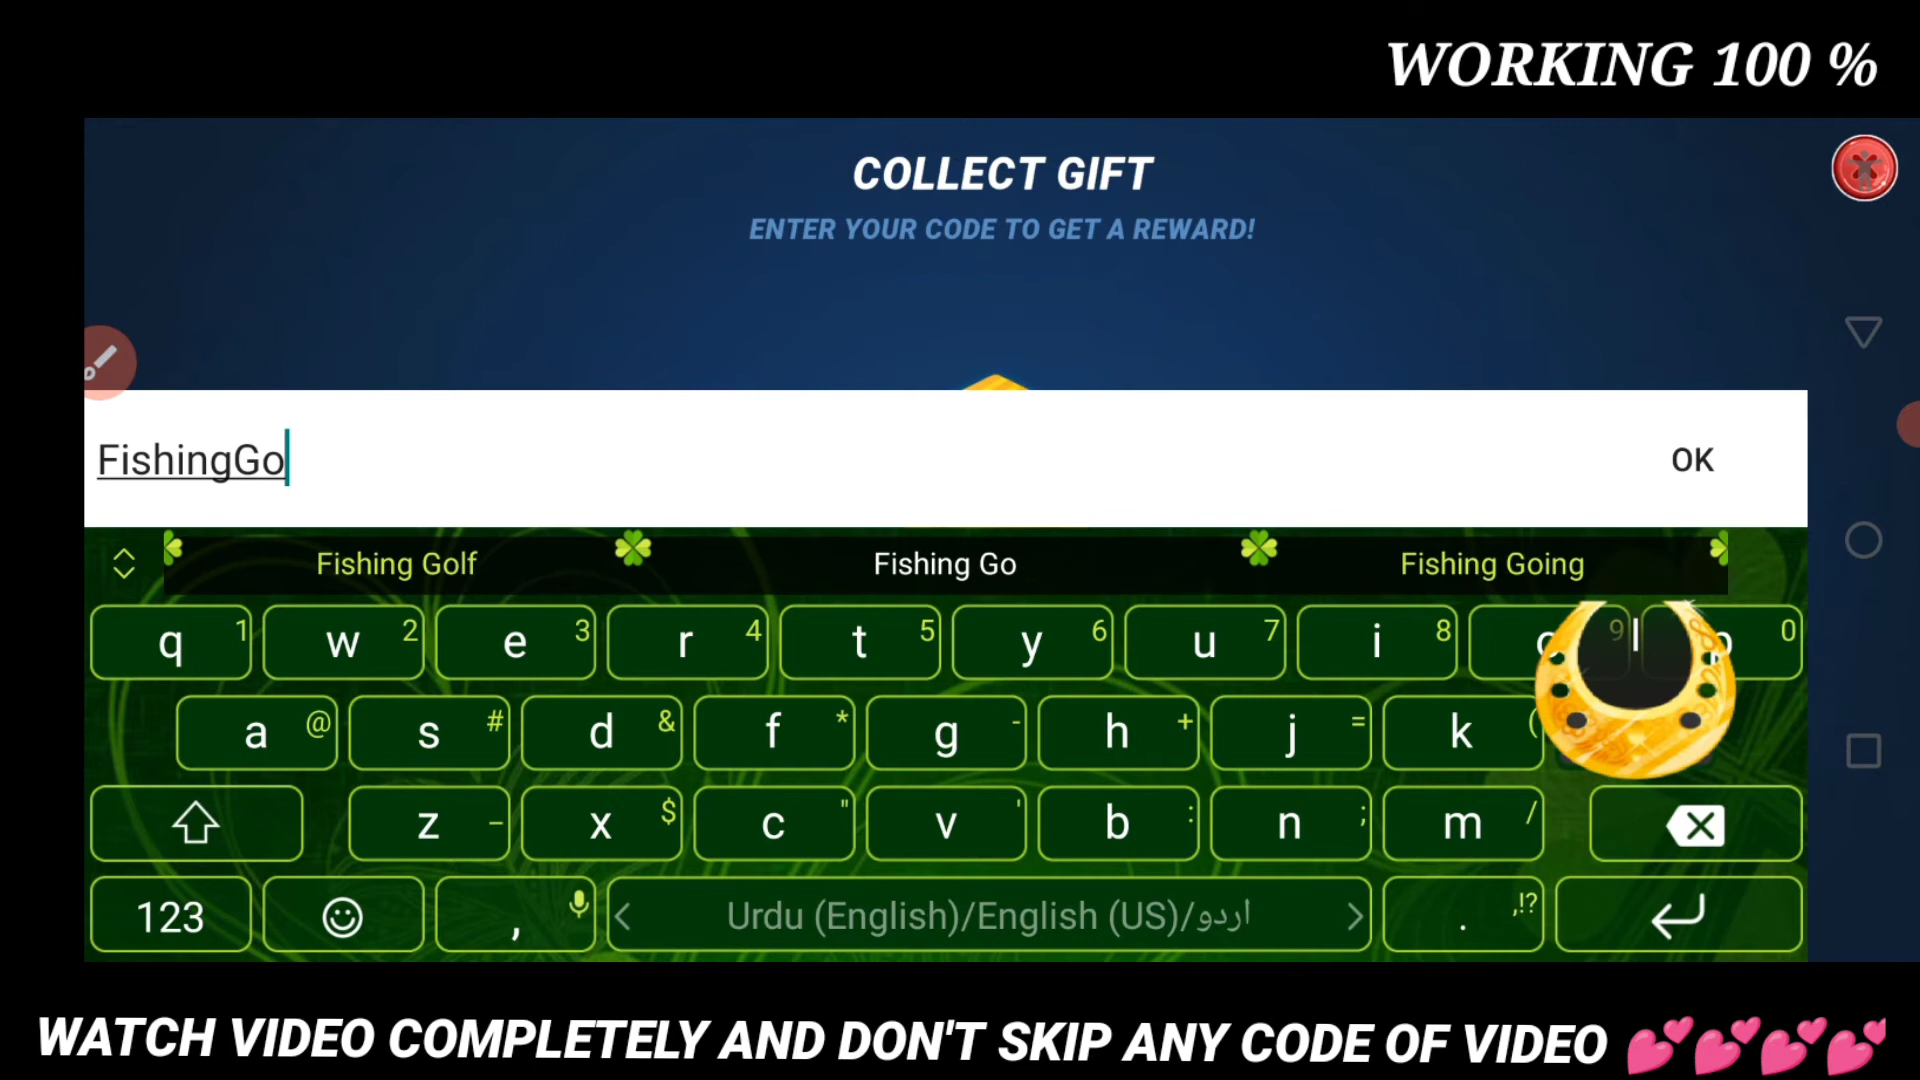 WORKING 100 %
COLLECT GIFT
ENTER YOUR CODE TO GET A REWARD!
FishingGo
OK
Fishing Golf Fishing Go Fishing Going
q 1 w 2 e 3 r 4 t 5 y 6 u 7 i 8 o 9 l p 0
a @ s # d & f * g - h + j = k (
z _ x $ c " v ' b : n ; m /
123 , < Urdu (English)/English (US)/اردو > . ,!?
WATCH VIDEO COMPLETELY AND DON'T SKIP ANY CODE OF VIDEO 💕💕💕💕